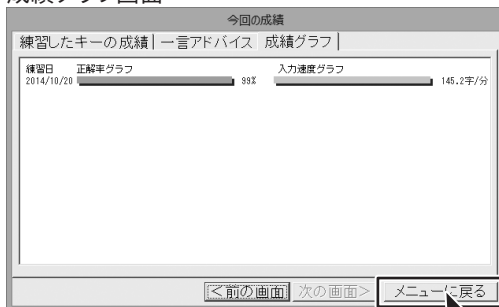 成績グラフ画面
今回の成績
練習したキーの成績 一言アドバイス 成績グラフ
練習日 正解率グラフ 入力速度グラフ
2014/10/20 99% 145.2字/分
<前の画面 次の画面> メニューに戻る